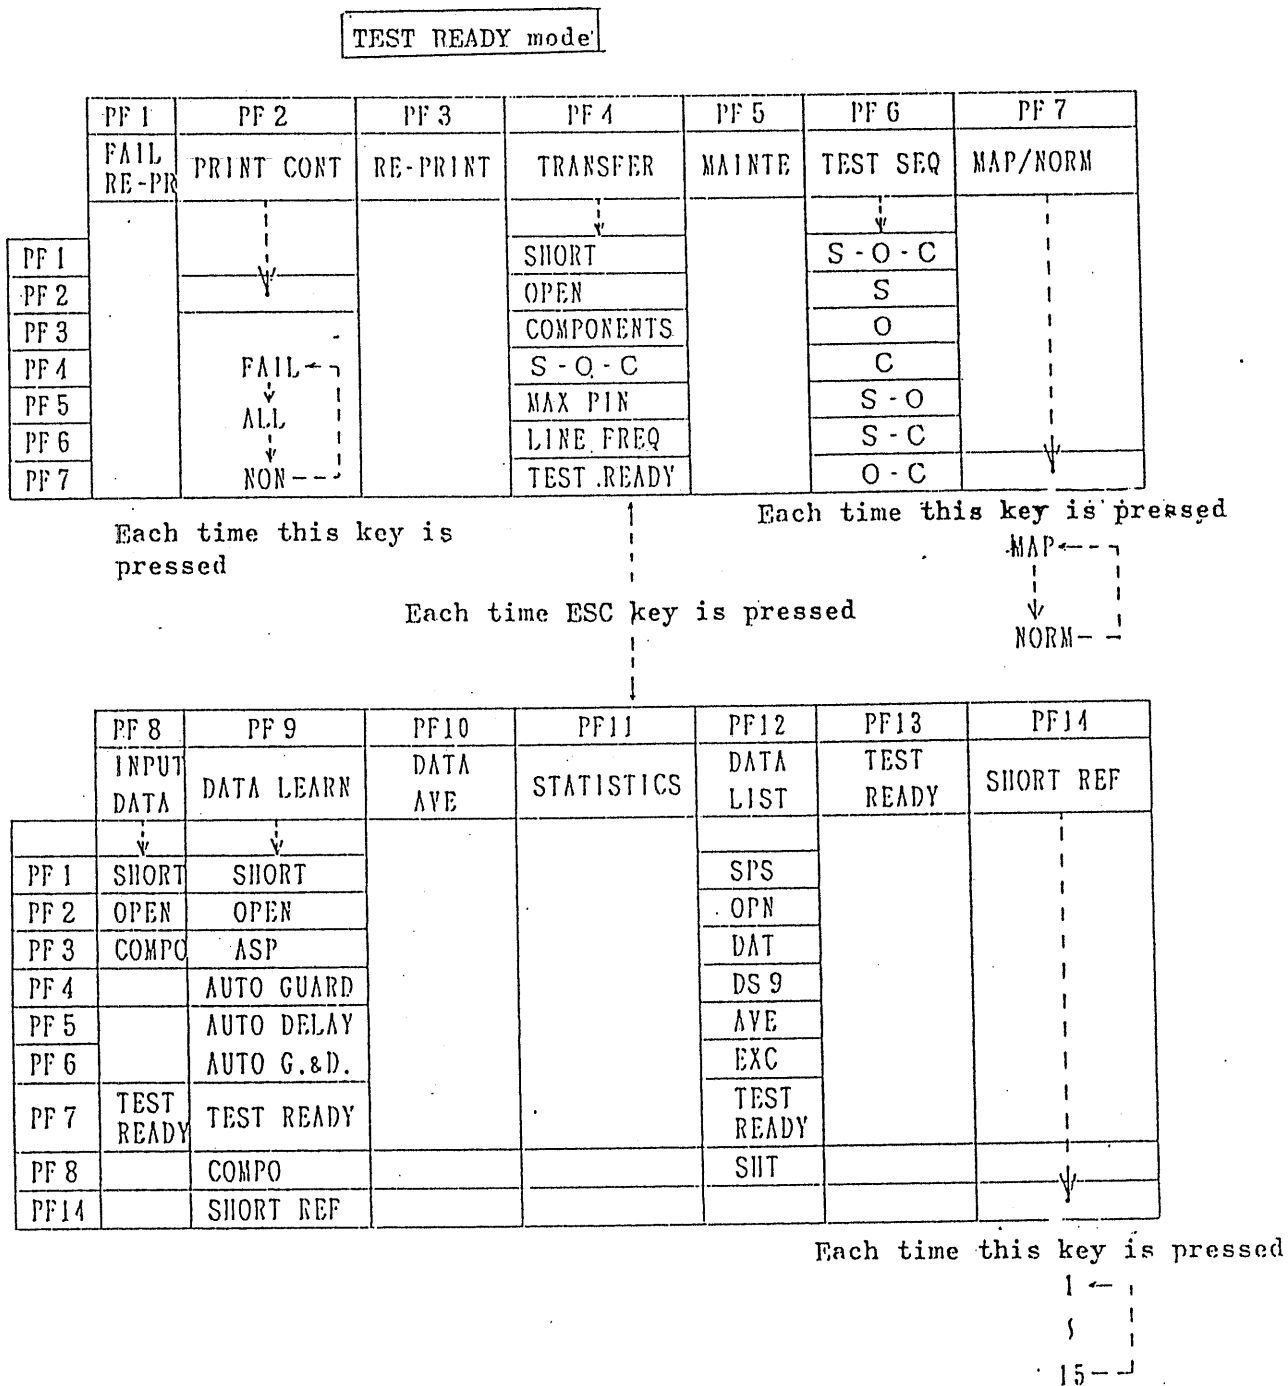 TEST READY mode
PF 1 PF 2 PF 3 PF 4 PF 5 PF 6 PF 7
FAIL RE-PR PRINT CONT RE-PRINT TRANSFER MAINTE TEST SEQ MAP/NORM
PF 1 SHORT S - O - C
PF 2 OPEN S
PF 3 COMPONENTS O
PF 4 FAIL S - O - C C
PF 5 ALL MAX PIN S - O
PF 6 LINE FREQ S - C
PF 7 NON TEST READY O - C
Each time this key is
pressed
Each time this key is pressed
MAP
NORM
Each time ESC key is pressed
PF 8 PF 9 PF10 PF11 PF12 PF13 PF14
INPUT DATA DATA LEARN DATA AVE STATISTICS DATA LIST TEST READY SHORT REF
PF 1 SHORT SHORT SPS
PF 2 OPEN OPEN OPN
PF 3 COMPO ASP DAT
PF 4 AUTO GUARD DS 9
PF 5 AUTO DELAY AVE
PF 6 AUTO G.&D. EXC
PF 7 TEST READY TEST READY TEST READY
PF 8 COMPO SHT
PF14 SHORT REF
Each time this key is pressed
1
15